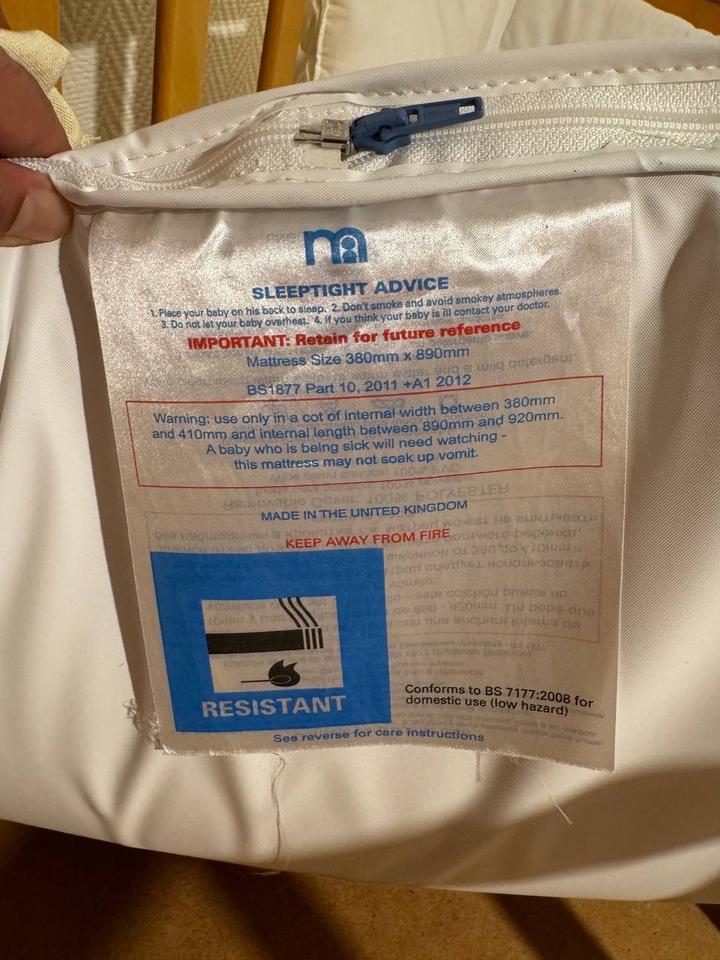 m
SLEEPTIGHT ADVICE
1. Place your baby on his back to sleep. 2. Don't smoke and avoid smokey atmospheres.
3. Do not let your baby overheat. 4. If you think your baby is ill contact your doctor.
IMPORTANT: Retain for future reference
Mattress Size 380mm x 890mm
BS1877 Part 10, 2011 +A1 2012
Warning: use only in a cot of internal width between 380mm
and 410mm and internal length between 890mm and 920mm.
A baby who is being sick will need watching -
this mattress may not soak up vomit.
MADE IN THE UNITED KINGDOM
KEEP AWAY FROM FIRE
RESISTANT
Conforms to BS 7177:2008 for
domestic use (low hazard)
See reverse for care instructions